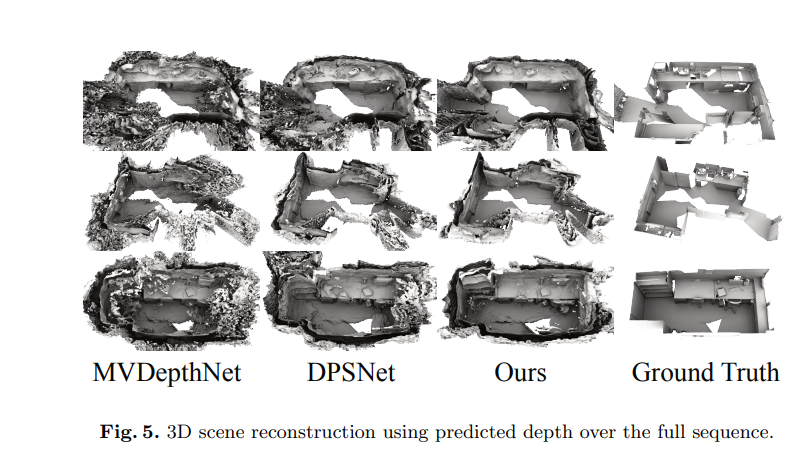 MVDepthNet DPSNet Ours Ground Truth
Fig. 5. 3D scene reconstruction using predicted depth over the full sequence.